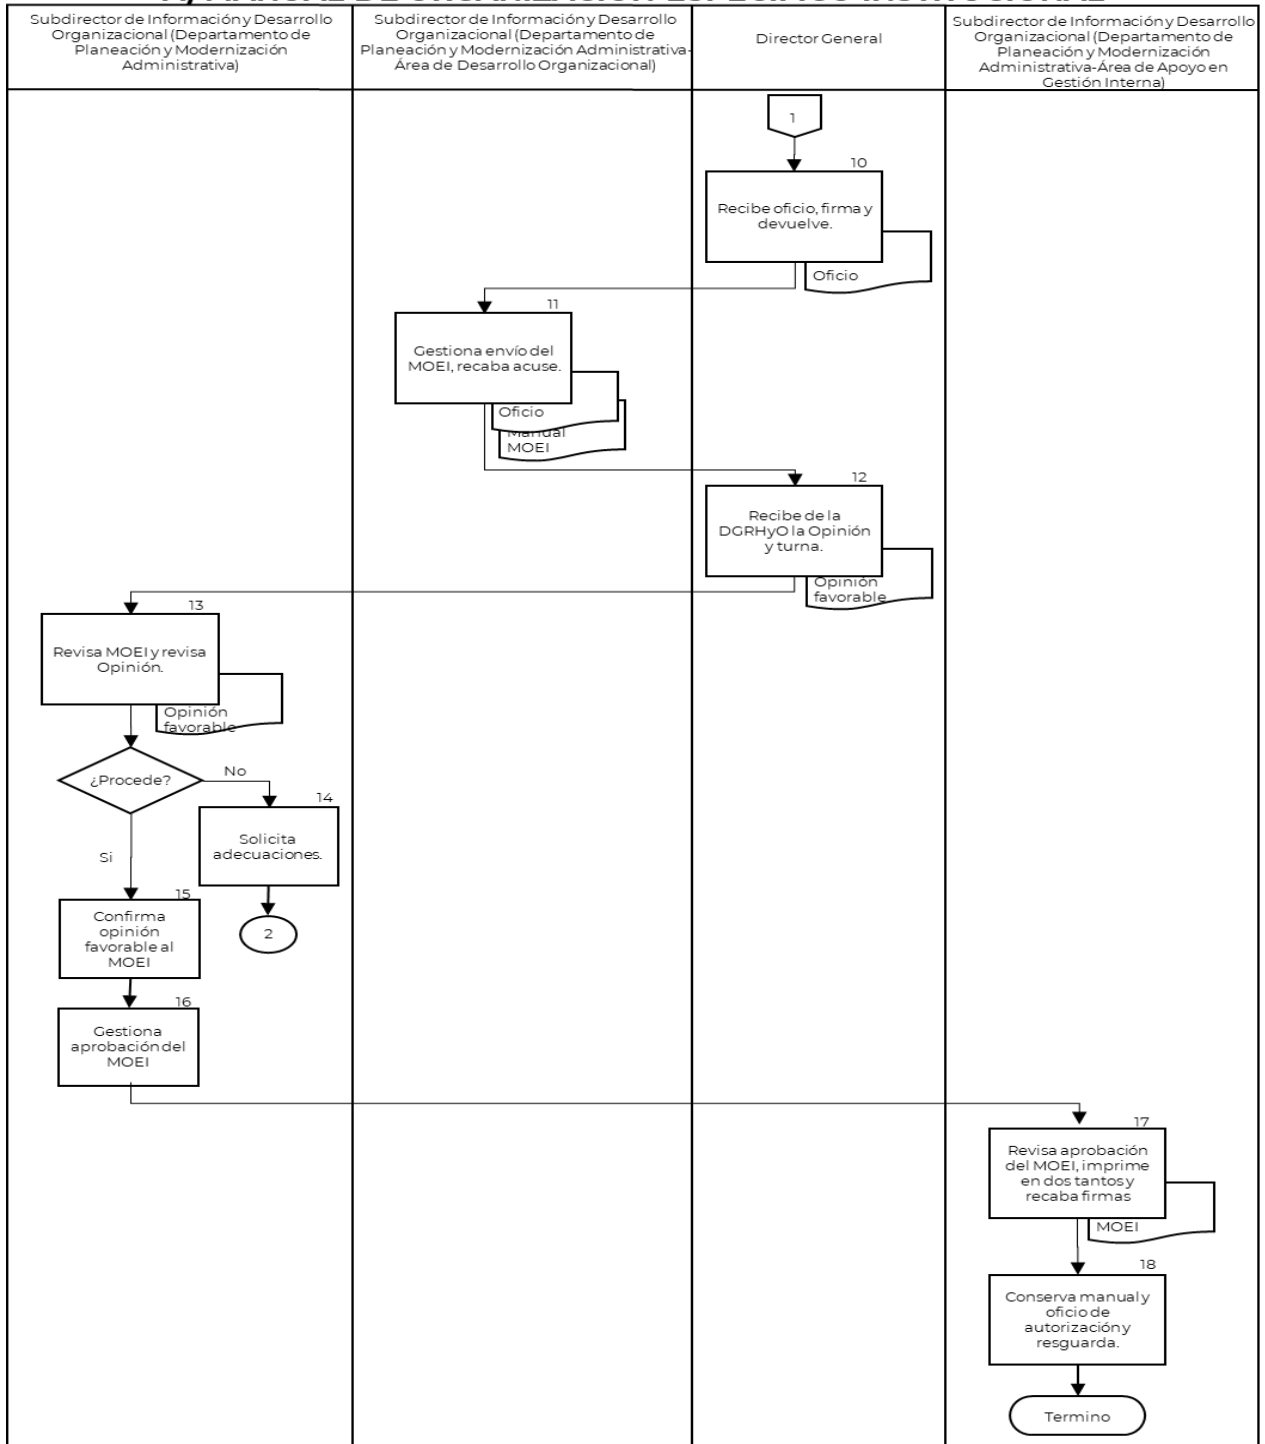 Subdirector de Información y Desarrollo
Organizacional (Departamento de
Planeación y Modernización
Administrativa)
Subdirector de Información y Desarrollo
Organizacional (Departamento de
Planeación y Modernización Administrativa-
Área de Desarrollo Organizacional)
Director General
Subdirector de Información y Desarrollo
Organizacional (Departamento de
Planeación y Modernización
Administrativa-Área de Apoyo en
Gestión Interna)
1
10
Recibe oficio, firma y
devuelve.
Oficio
11
Gestiona envío del
MOEI, recaba acuse.
Oficio
Manual
MOEI
12
Recibe de la
DGRHyO la Opinión
y turna.
Opinión
favorable
13
Revisa MOEI y revisa
Opinión.
Opinión
favorable
¿Procede?
No
14
Solicita
adecuaciones.
2
Si
15
Confirma
opinión
favorable al
MOEI
16
Gestiona
aprobación del
MOEI
17
Revisa aprobación
del MOEI, imprime
en dos tantos y
recaba firmas
MOEI
18
Conserva manual y
oficio de
autorización y
resguarda.
Termino